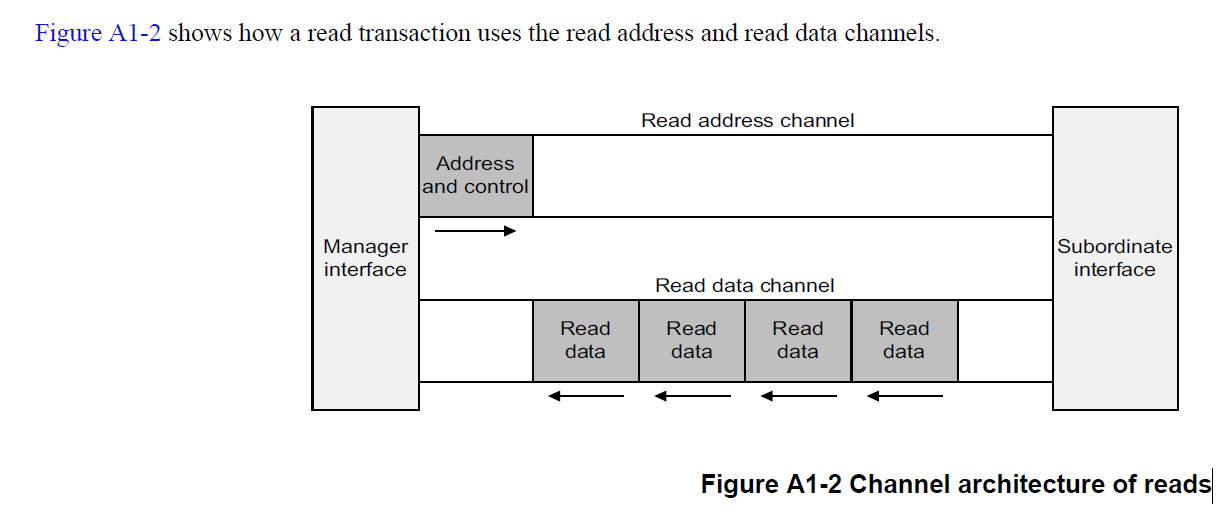 Figure A1-2 shows how a read transaction uses the read address and read data channels.
Read address channel
Address
and control
Manager
interface
Subordinate
interface
Read data channel
Read
data
Read
data
Read
data
Read
data
Figure A1-2 Channel architecture of reads